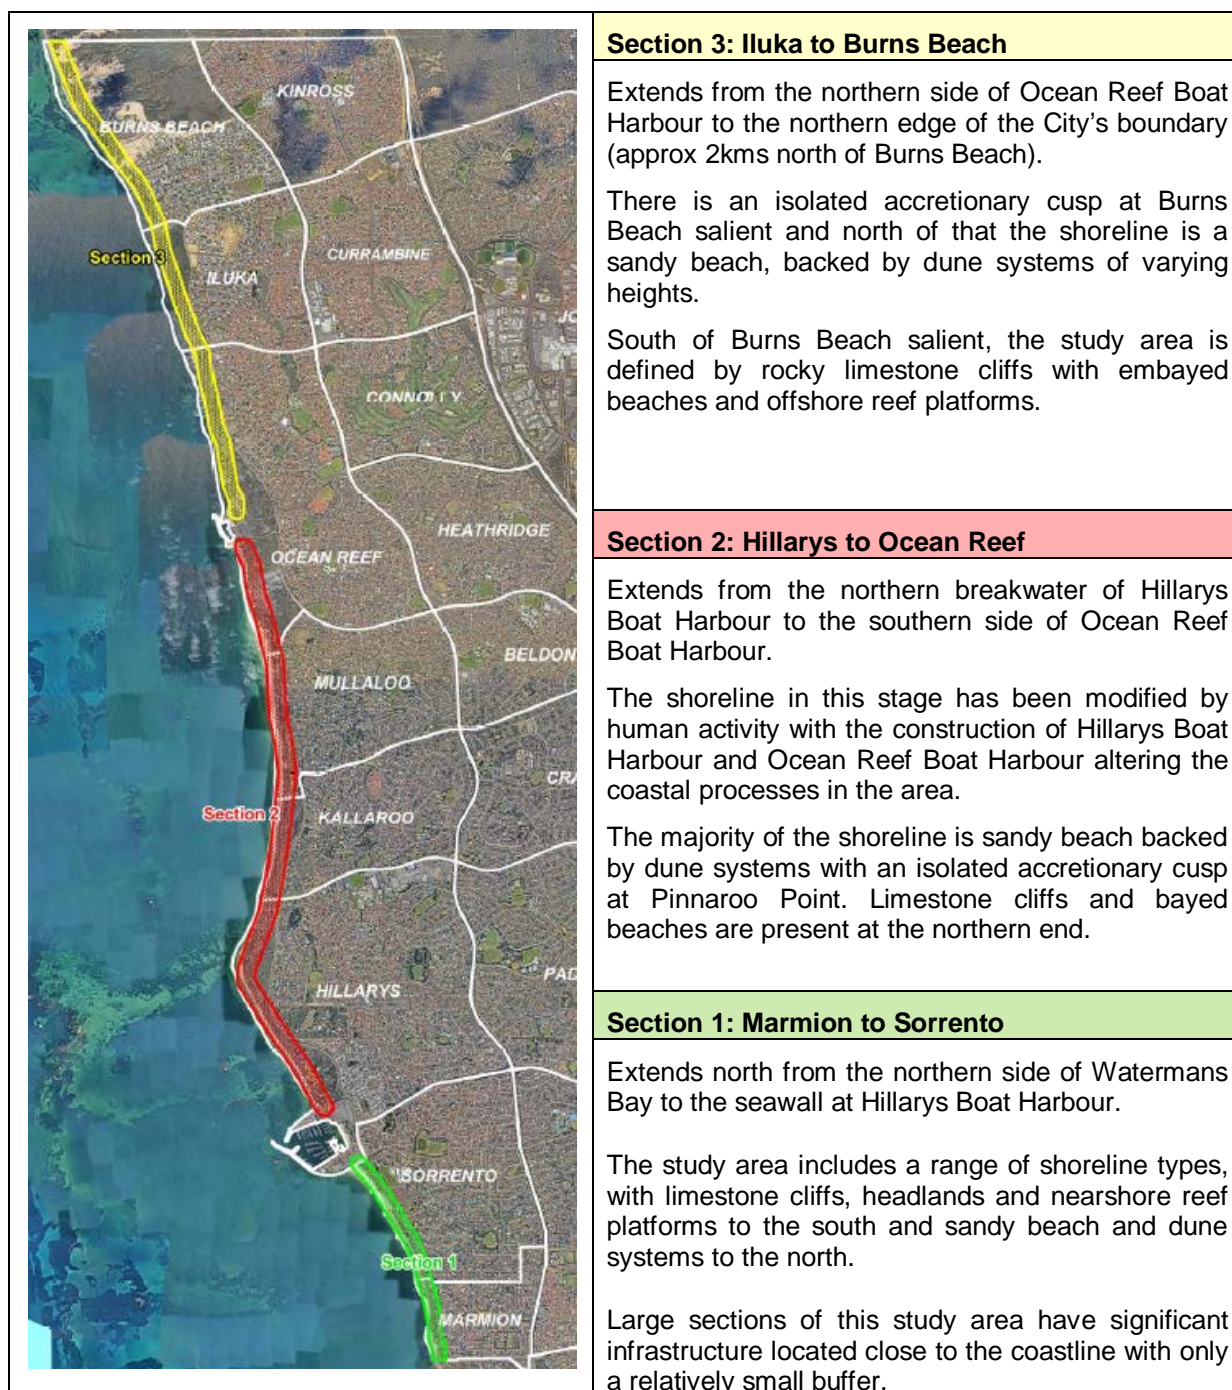 KINROSS
BURNS BEACH
Section 3
ILUKA
CURRAMBINE
JO
CONNOLLY
HEATHRIDGE
OCEAN REEF
BELDON
MULLALOO
CRA
Section 2
KALLAROO
PAD
HILLARYS
SORRENTO
Section 1
MARMION
Section 3: Iluka to Burns Beach
Extends from the northern side of Ocean Reef Boat
Harbour to the northern edge of the City's boundary
(approx 2kms north of Burns Beach).
There is an isolated accretionary cusp at Burns
Beach salient and north of that the shoreline is a
sandy beach, backed by dune systems of varying
heights.
South of Burns Beach salient, the study area is
defined by rocky limestone cliffs with embayed
beaches and offshore reef platforms.
Section 2: Hillarys to Ocean Reef
Extends from the northern breakwater of Hillarys
Boat Harbour to the southern side of Ocean Reef
Boat Harbour.
The shoreline in this stage has been modified by
human activity with the construction of Hillarys Boat
Harbour and Ocean Reef Boat Harbour altering the
coastal processes in the area.
The majority of the shoreline is sandy beach backed
by dune systems with an isolated accretionary cusp
at Pinnaroo Point. Limestone cliffs and bayed
beaches are present at the northern end.
Section 1: Marmion to Sorrento
Extends north from the northern side of Watermans
Bay to the seawall at Hillarys Boat Harbour.
The study area includes a range of shoreline types,
with limestone cliffs, headlands and nearshore reef
platforms to the south and sandy beach and dune
systems to the north.
Large sections of this study area have significant
infrastructure located close to the coastline with only
a relatively small buffer.